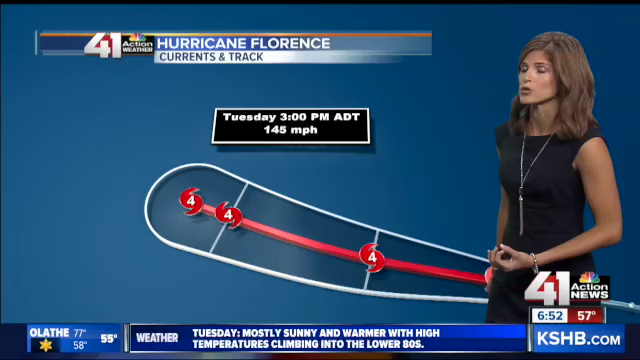 41 Action WEATHER
HURRICANE FLORENCE
CURRENTS & TRACK
Tuesday 3:00 PM ADT
145 mph
4
4
4
41 Action NEWS
6:52 57°
OLATHE 77° 58° 55°
WEATHER
TUESDAY: MOSTLY SUNNY AND WARMER WITH HIGH
TEMPERATURES CLIMBING INTO THE LOWER 80S.
KSHB.com